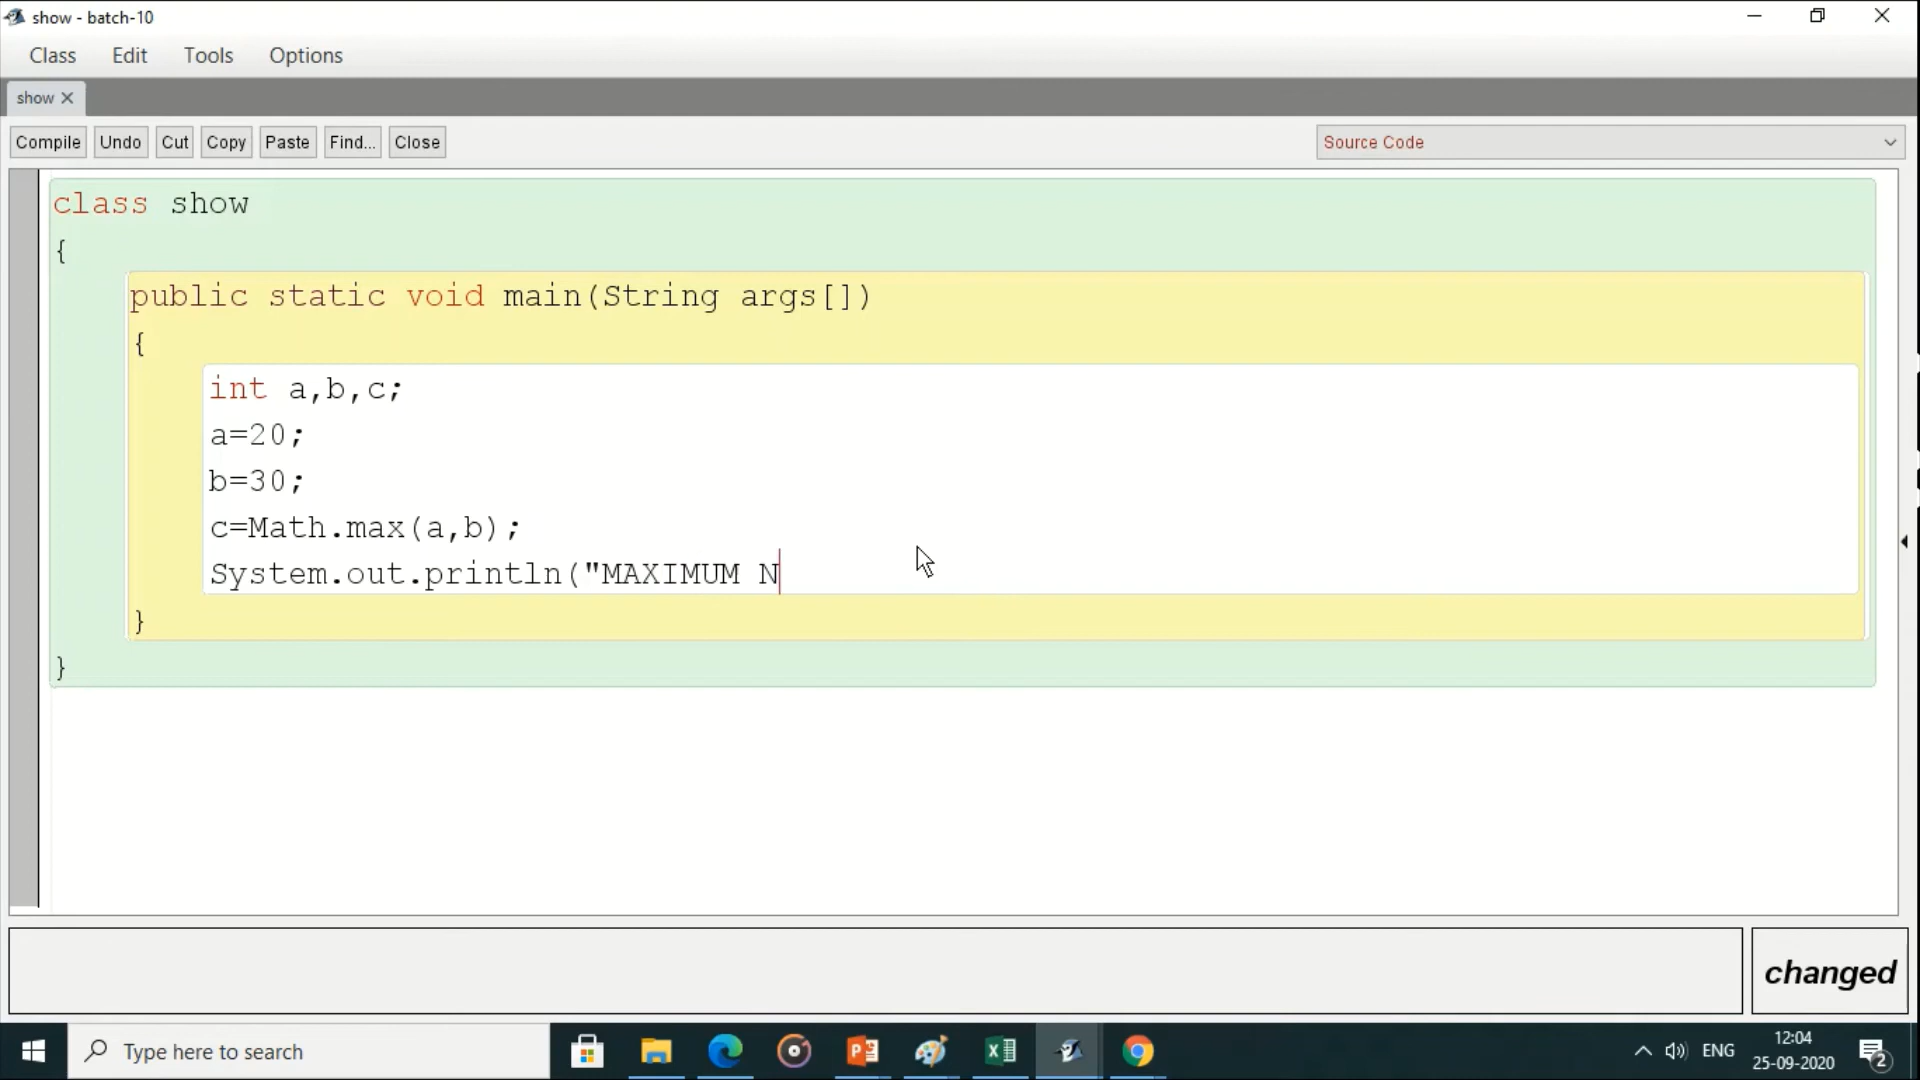 show - batch-10
Class Edit Tools Options
show
Compile Undo Cut Copy Paste Find... Close Source Code
class show
{
public static void main(String args[])
{
int a,b,c;
a=20;
b=30;
c=Math.max(a,b);
System.out.println("MAXIMUM N
}
}
changed
Type here to search
ENG
12:04
25-09-2020
2